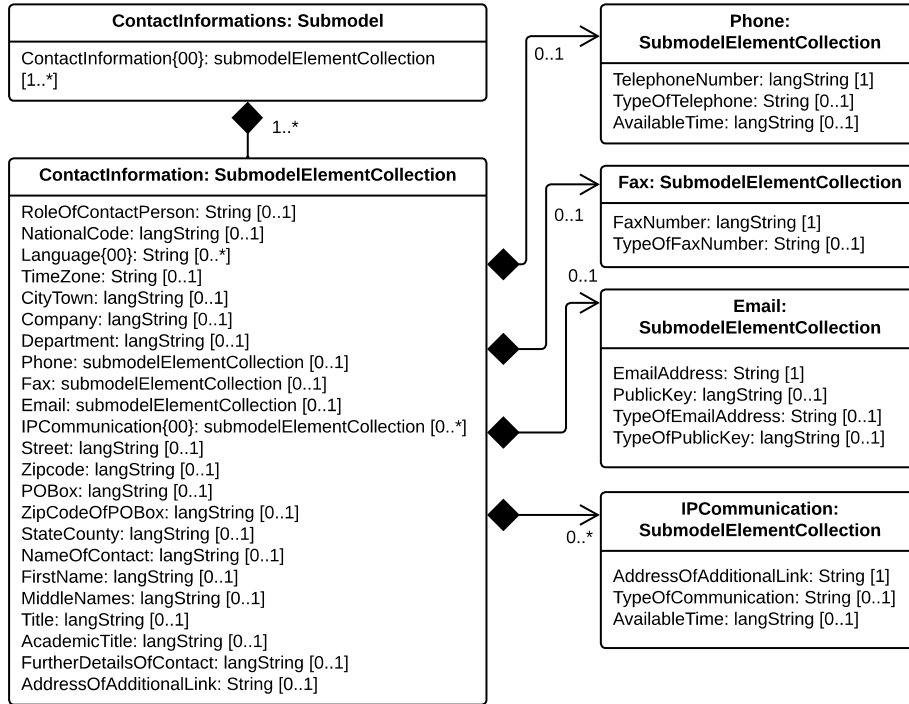 ContactInformations: Submodel
ContactInformation{00}: submodelElementCollection
[1..*]
1..*
ContactInformation: SubmodelElementCollection
RoleOfContactPerson: String [0..1]
NationalCode: langString [0..1]
Language{00}: String [0..*]
TimeZone: String [0..1]
CityTown: langString [0..1]
Company: langString [0..1]
Department: langString [0..1]
Phone: submodelElementCollection [0..1]
Fax: submodelElementCollection [0..1]
Email: submodelElementCollection [0..1]
IPCommunication{00}: submodelElementCollection [0..*]
Street: langString [0..1]
Zipcode: langString [0..1]
POBox: langString [0..1]
ZipCodeOfPOBox: langString [0..1]
StateCounty: langString [0..1]
NameOfContact: langString [0..1]
FirstName: langString [0..1]
MiddleNames: langString [0..1]
Title: langString [0..1]
AcademicTitle: langString [0..1]
FurtherDetailsOfContact: langString [0..1]
AddressOfAdditionalLink: String [0..1]
0..1
Phone:
SubmodelElementCollection
TelephoneNumber: langString [1]
TypeOfTelephone: String [0..1]
AvailableTime: langString [0..1]
0..1
Fax: SubmodelElementCollection
FaxNumber: langString [1]
TypeOfFaxNumber: String [0..1]
0..1
Email:
SubmodelElementCollection
EmailAddress: String [1]
PublicKey: langString [0..1]
TypeOfEmailAddress: String [0..1]
TypeOfPublicKey: langString [0..1]
0..*
IPCommunication:
SubmodelElementCollection
AddressOfAdditionalLink: String [1]
TypeOfCommunication: String [0..1]
AvailableTime: langString [0..1]